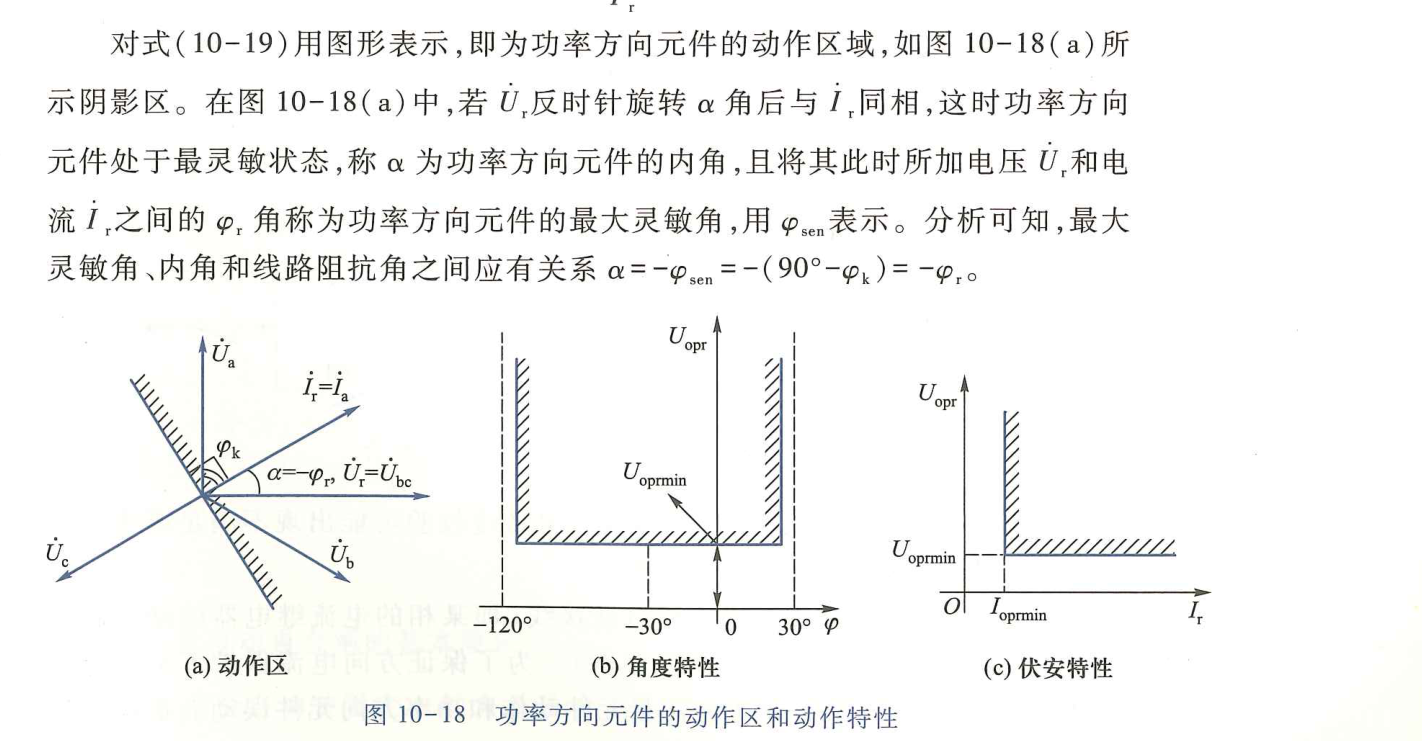 对式(10-19)用图形表示,即为功率方向元件的动作区域,如图 10-18(a)所
示阴影区。在图 10-18(a)中,若 U̇r反时针旋转 α 角后与 İr同相,这时功率方向
元件处于最灵敏状态,称 α 为功率方向元件的内角,且将其此时所加电压 U̇r和电
流 İr之间的 φr 角称为功率方向元件的最大灵敏角,用 φsen表示。分析可知,最大
灵敏角、内角和线路阻抗角之间应有关系 α=-φsen=-(90°-φk)= -φr。
U̇a
İr=İa
φk
α=-φr, U̇r=U̇bc
U̇c
U̇b
(a) 动作区
Uopr
Uoprmin
-120°
-30°
0
30°
φ
(b) 角度特性
Uopr
Uoprmin
O
Ioprmin
Ir
(c) 伏安特性
图 10-18 功率方向元件的动作区和动作特性